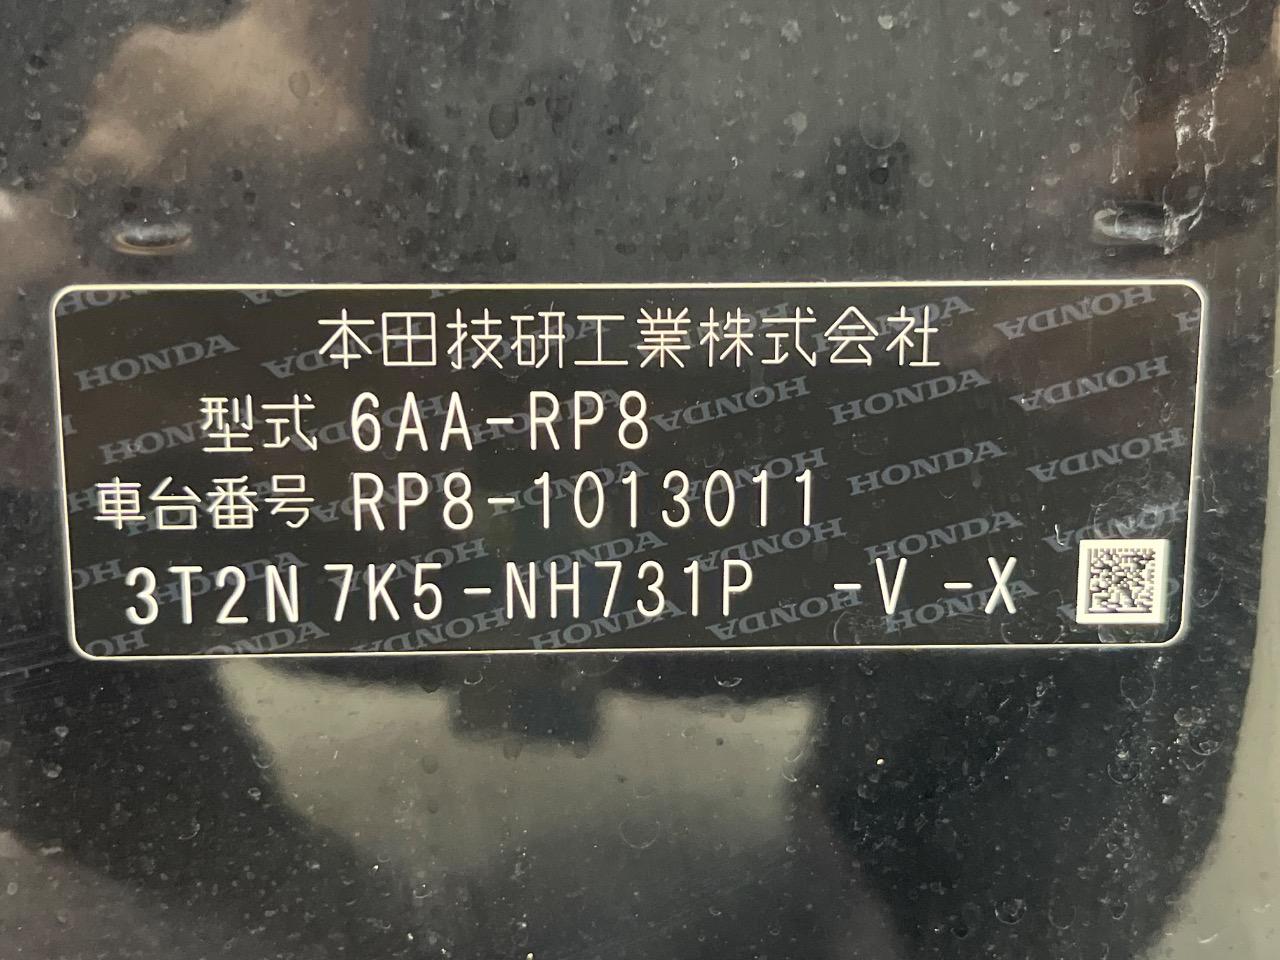 本田技研工業株式会社
型式 6AA-RP8
車台番号 RP8-1013011
3T2N 7K5-NH731P -V -X